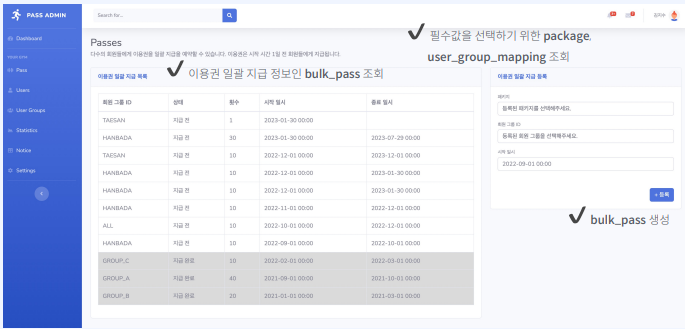 PASS ADMIN
Search for...
Dashboard
Pass
Users
User Groups
Statistics
Notice
Settings
Passes
다수의 회원들에게 이용권을 일괄 지급을 예약할 수 있습니다. 이용권은 시작 시간 1일 전 회원들에게 지급됩니다.
✔ 필수값을 선택하기 위한 package,
user_group_mapping 조회
이용권 일괄 지급 목록
✔ 이용권 일괄 지급 정보인 bulk_pass 조회
회원 그룹 ID 상태 횟수 시작 일시 종료 일시
TAESAN 지급 전 1 2023-01-30 00:00
HANBADA 지급 전 30 2023-01-30 00:00 2023-07-29 00:00
TAESAN 지급 전 10 2022-12-01 00:00 2023-12-01 00:00
HANBADA 지급 전 10 2022-12-01 00:00 2023-01-30 00:00
HANBADA 지급 전 10 2022-12-01 00:00 2023-01-30 00:00
HANBADA 지급 전 10 2022-11-01 00:00 2022-12-01 00:00
ALL 지급 전 10 2022-10-01 00:00 2022-12-01 00:00
HANBADA 지급 전 10 2022-09-01 00:00 2022-10-01 00:00
GROUP_C 지급 완료 10 2022-02-01 00:00 2022-03-01 00:00
GROUP_A 지급 완료 40 2021-09-01 00:00 2021-10-01 00:00
GROUP_B 지급 완료 20 2021-01-01 00:00 2021-03-01 00:00
이용권 일괄 지급 등록
패키지
등록된 패키지를 선택해주세요.
회원 그룹 ID
등록된 회원 그룹을 선택해주세요.
시작 일시
2022-09-01 00:00
+ 등록
✔ bulk_pass 생성